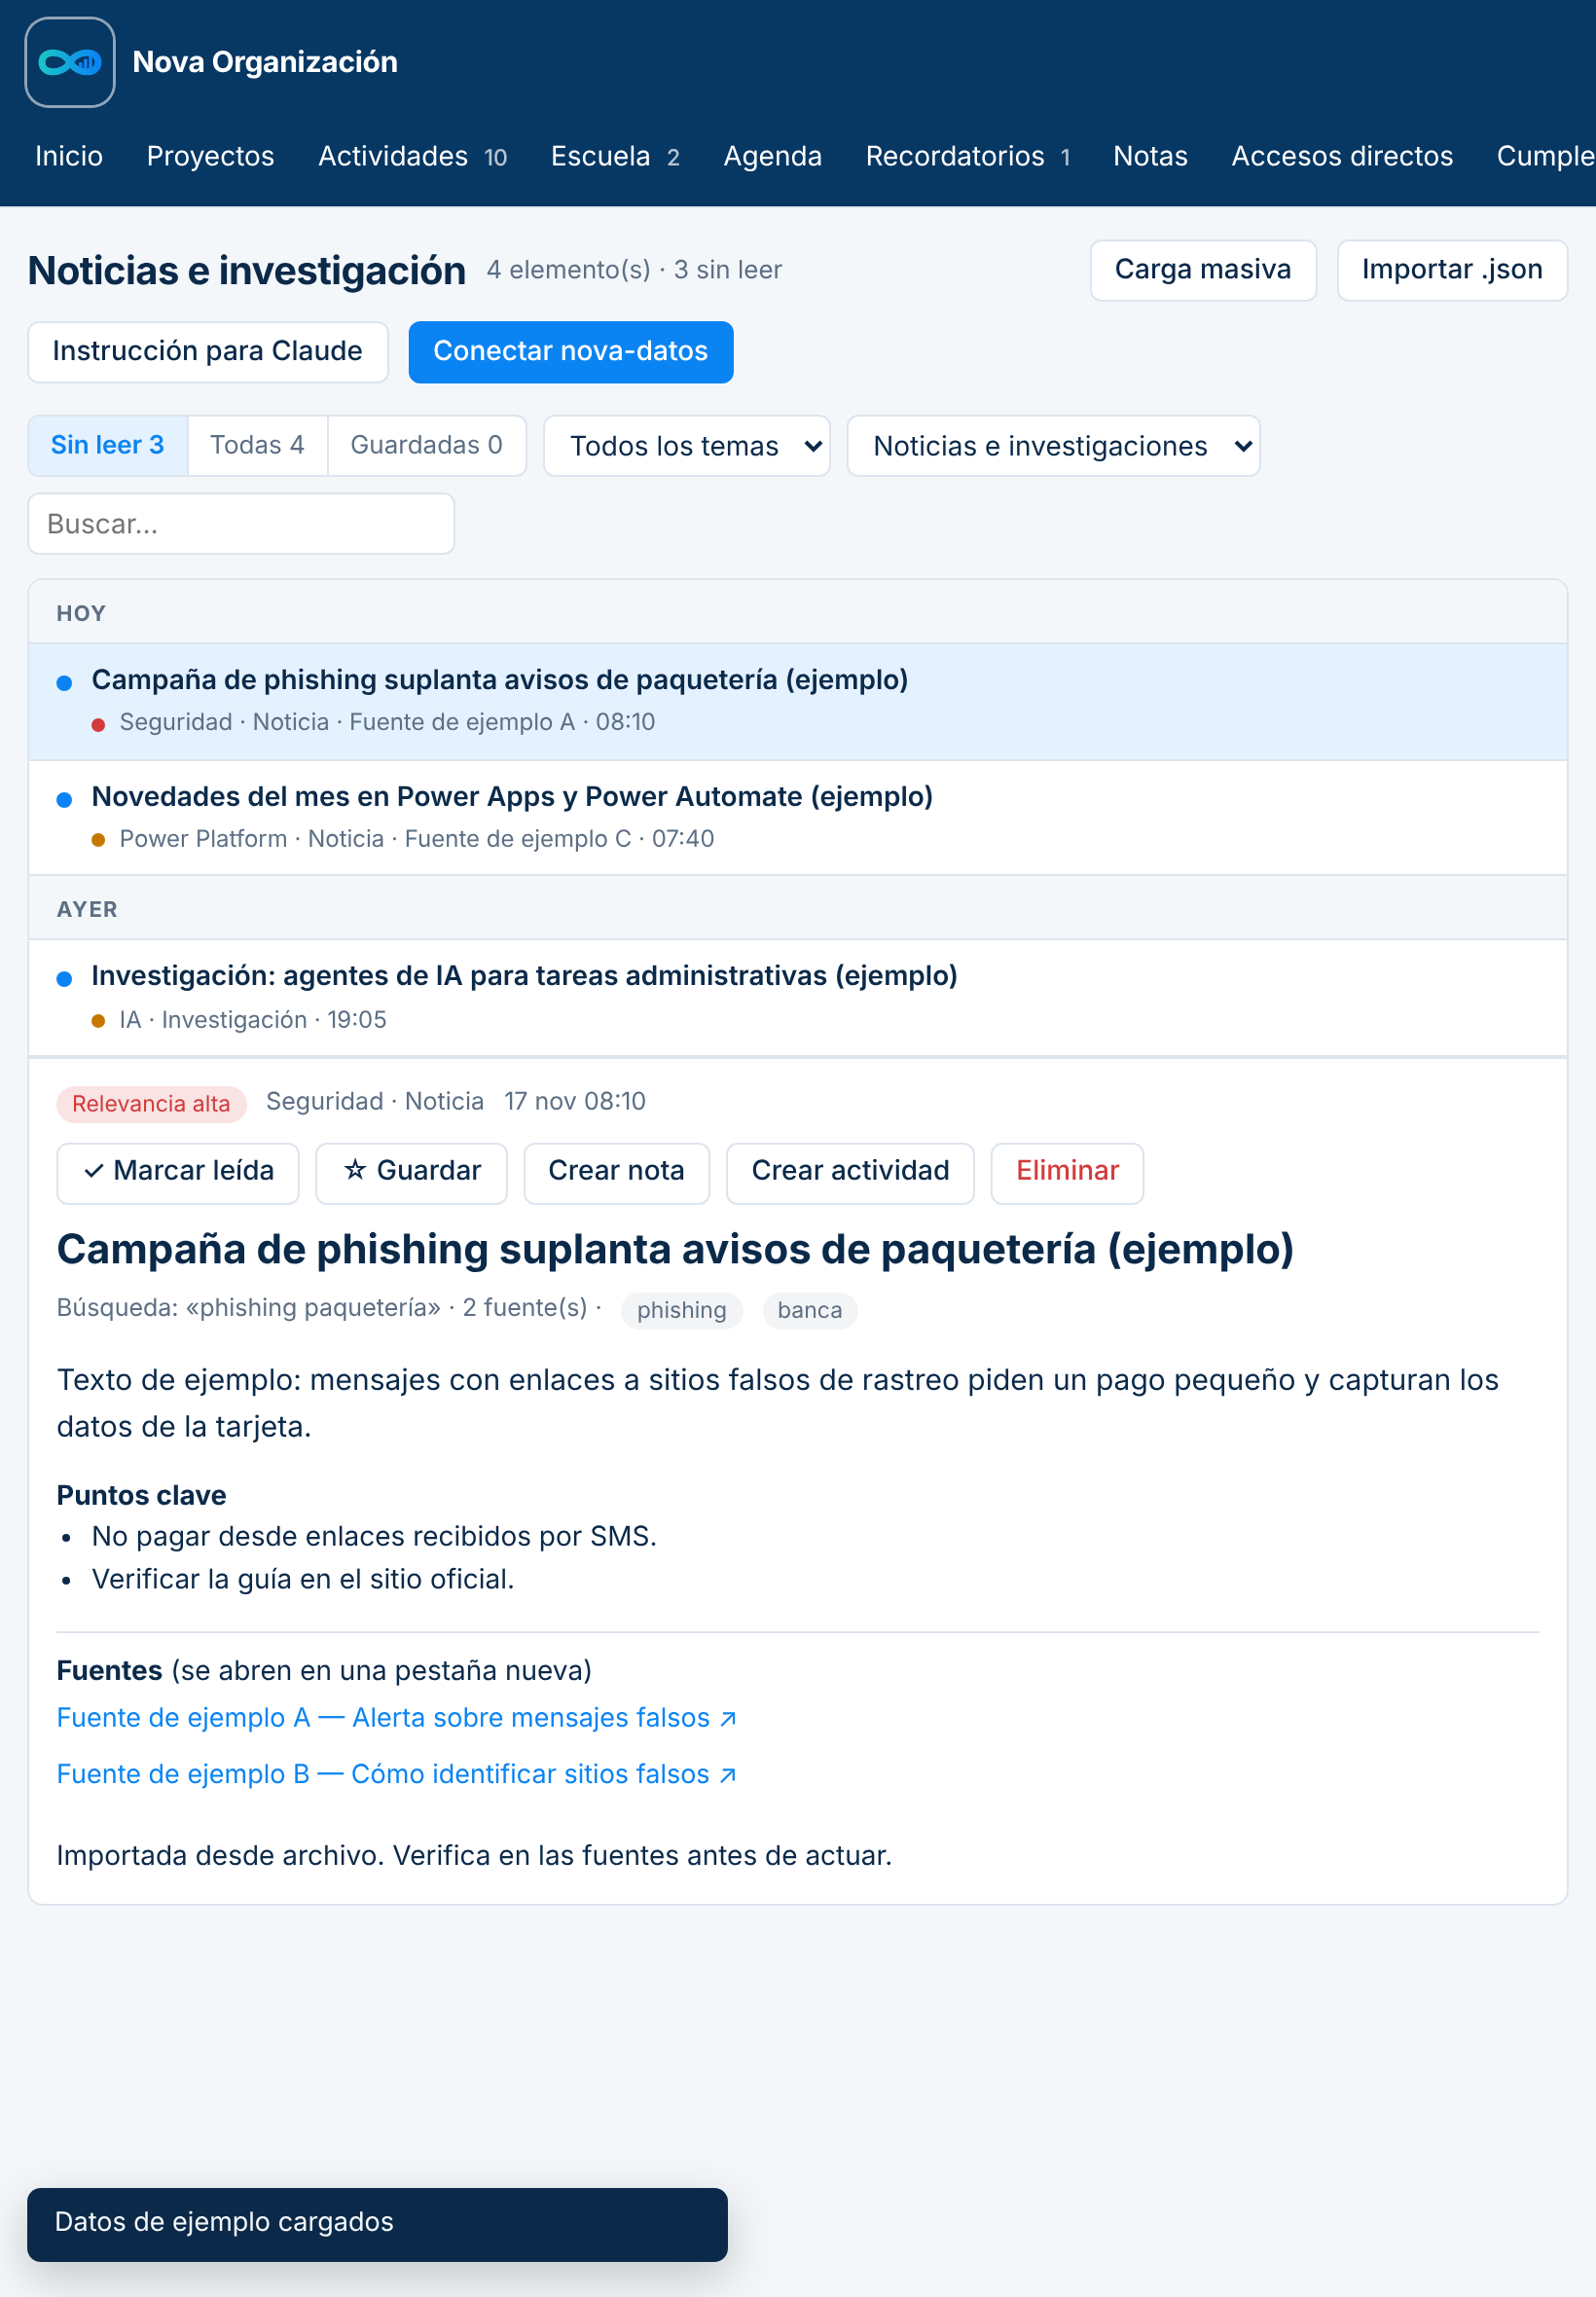 Nova Organización
Inicio Proyectos Actividades 10 Escuela 2 Agenda Recordatorios 1 Notas Accesos directos Cumple
Noticias e investigación 4 elemento(s) · 3 sin leer Carga masiva Importar .json
Instrucción para Claude Conectar nova-datos
Sin leer 3 Todas 4 Guardadas 0 Todos los temas Noticias e investigaciones
Buscar...
HOY
Campaña de phishing suplanta avisos de paquetería (ejemplo)
Seguridad · Noticia · Fuente de ejemplo A · 08:10
Novedades del mes en Power Apps y Power Automate (ejemplo)
Power Platform · Noticia · Fuente de ejemplo C · 07:40
AYER
Investigación: agentes de IA para tareas administrativas (ejemplo)
IA · Investigación · 19:05
Relevancia alta Seguridad · Noticia 17 nov 08:10
✓ Marcar leída ☆ Guardar Crear nota Crear actividad Eliminar
Campaña de phishing suplanta avisos de paquetería (ejemplo)
Búsqueda: «phishing paquetería» · 2 fuente(s) · phishing banca
Texto de ejemplo: mensajes con enlaces a sitios falsos de rastreo piden un pago pequeño y capturan los
datos de la tarjeta.
Puntos clave
• No pagar desde enlaces recibidos por SMS.
• Verificar la guía en el sitio oficial.
Fuentes (se abren en una pestaña nueva)
Fuente de ejemplo A — Alerta sobre mensajes falsos ↗
Fuente de ejemplo B — Cómo identificar sitios falsos ↗
Importada desde archivo. Verifica en las fuentes antes de actuar.
Datos de ejemplo cargados